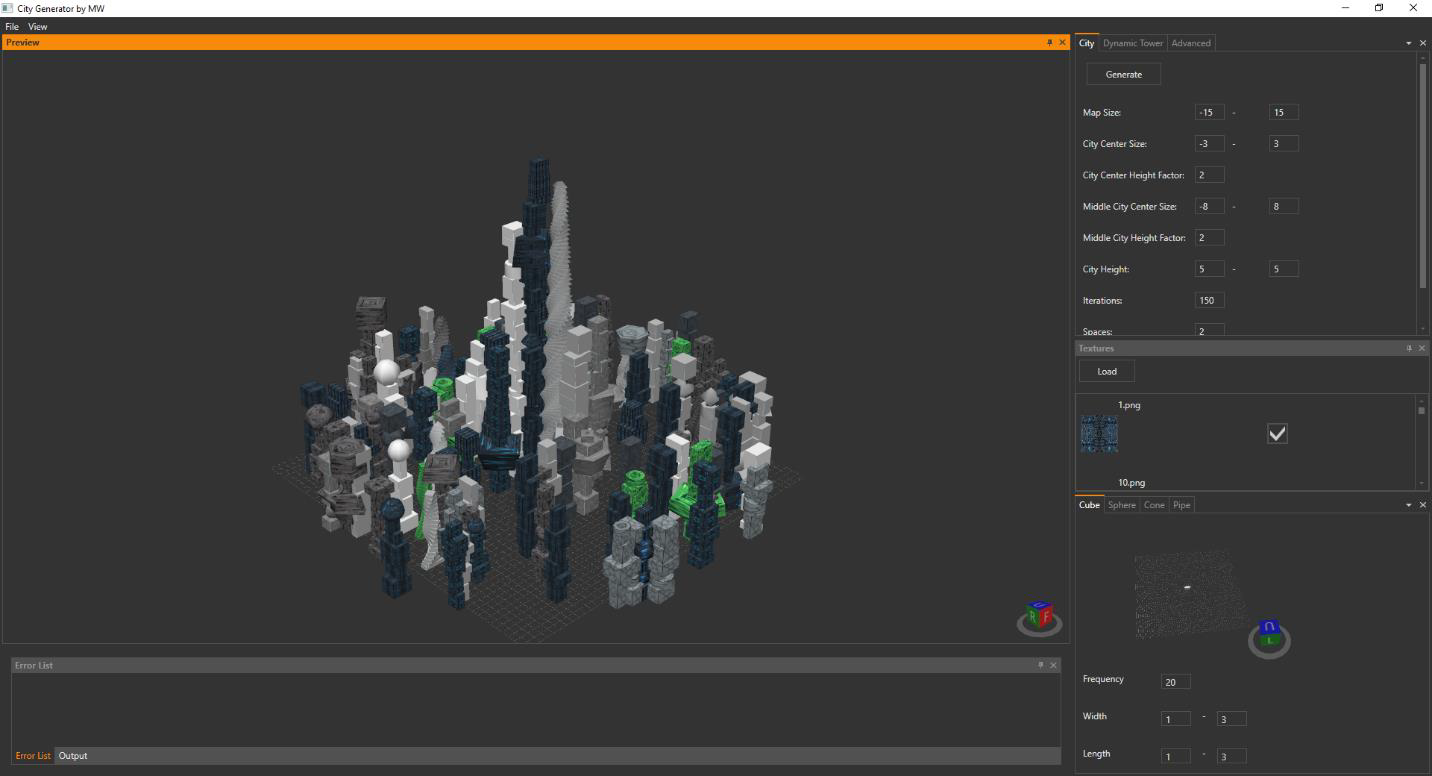 City Generator by MW
File View
Preview
City Dynamic Tower Advanced
Generate
Map Size: -15 - 15
City Center Size: -3 - 3
City Center Height Factor: 2
Middle City Center Size: -8 - 8
Middle City Height Factor: 2
City Height: 5 - 5
Iterations: 150
Spaces: 2
Textures
Load
1.png
10.png
Cube Sphere Cone Pipe
U
R F
U
L
Frequency 20
Width 1 - 3
Length 1 - 3
Error List
Error List Output